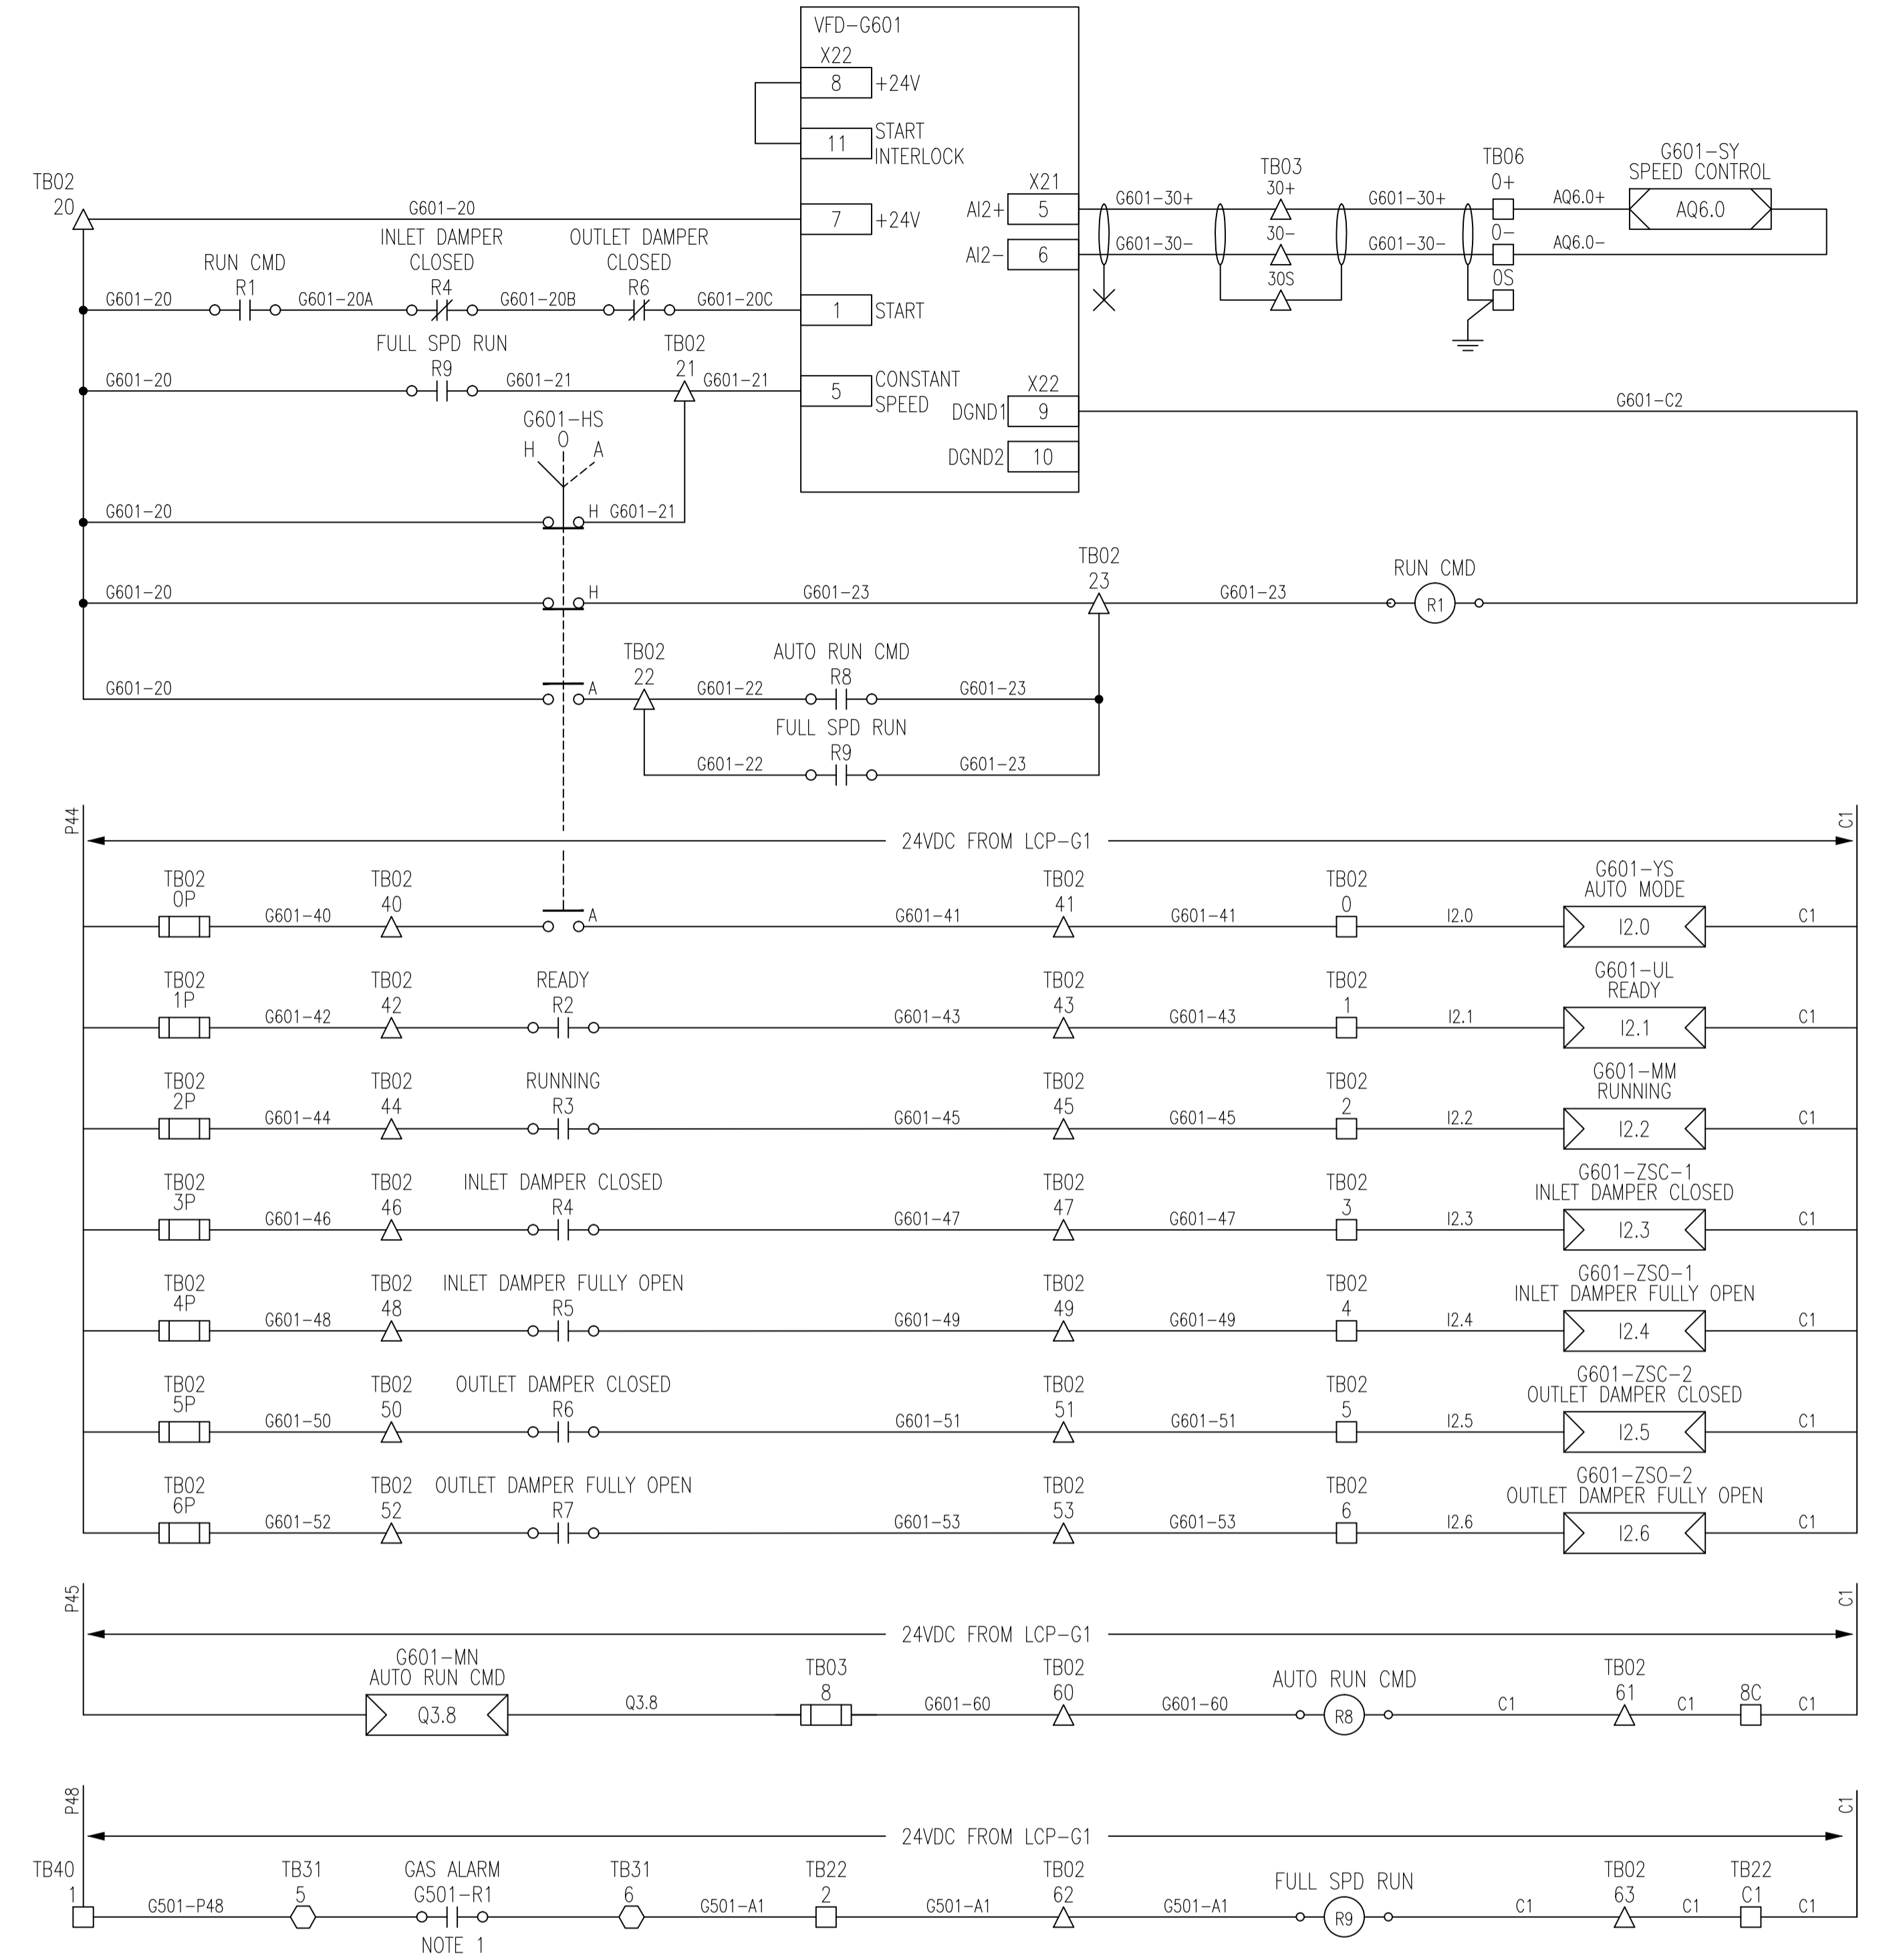 VFD-G601
X22
8 +24V
11 START
INTERLOCK
TB02
20
G601-20
7 +24V
X21
AI2+ 5
AI2- 6
G601-30+
G601-30-
TB03
30+
30-
30S
G601-30+
G601-30-
TB06
0+
0-
0S
AQ6.0+
AQ6.0-
G601-SY
SPEED CONTROL
AQ6.0
RUN CMD
R1
INLET DAMPER
CLOSED
R4
OUTLET DAMPER
CLOSED
R6
G601-20
G601-20A
G601-20B
G601-20C
1 START
FULL SPD RUN
R9
TB02
21
G601-20
G601-21
G601-21
5 CONSTANT
SPEED
X22
DGND1 9
G601-C2
DGND2 10
G601-HS
O
H
A
G601-20
H G601-21
G601-20
H
G601-23
TB02
23
G601-23
RUN CMD
R1
G601-20
A
TB02
22
G601-22
AUTO RUN CMD
R8
G601-23
FULL SPD RUN
G601-22
R9
G601-23
P44
24VDC FROM LCP-G1
C1
TB02
0P
G601-40
TB02
40
A
G601-41
TB02
41
G601-41
TB02
0
I2.0
G601-YS
AUTO MODE
I2.0
C1
TB02
1P
G601-42
TB02
42
READY
R2
G601-43
TB02
43
G601-43
TB02
1
I2.1
G601-UL
READY
I2.1
C1
TB02
2P
G601-44
TB02
44
RUNNING
R3
G601-45
TB02
45
G601-45
TB02
2
I2.2
G601-MM
RUNNING
I2.2
C1
TB02
3P
G601-46
TB02
46
INLET DAMPER CLOSED
R4
G601-47
TB02
47
G601-47
TB02
3
I2.3
G601-ZSC-1
INLET DAMPER CLOSED
I2.3
C1
TB02
4P
G601-48
TB02
48
INLET DAMPER FULLY OPEN
R5
G601-49
TB02
49
G601-49
TB02
4
I2.4
G601-ZSO-1
INLET DAMPER FULLY OPEN
I2.4
C1
TB02
5P
G601-50
TB02
50
OUTLET DAMPER CLOSED
R6
G601-51
TB02
51
G601-51
TB02
5
I2.5
G601-ZSC-2
OUTLET DAMPER CLOSED
I2.5
C1
TB02
6P
G601-52
TB02
52
OUTLET DAMPER FULLY OPEN
R7
G601-53
TB02
53
G601-53
TB02
6
I2.6
G601-ZSO-2
OUTLET DAMPER FULLY OPEN
I2.6
C1
P45
24VDC FROM LCP-G1
C1
G601-MN
AUTO RUN CMD
Q3.8
Q3.8
TB03
8
G601-60
TB02
60
G601-60
AUTO RUN CMD
R8
C1
TB02
61
C1
8C
C1
P48
24VDC FROM LCP-G1
C1
TB40
1
G501-P48
TB31
5
GAS ALARM
G501-R1
NOTE 1
TB31
6
G501-A1
TB22
2
G501-A1
TB02
62
G501-A1
FULL SPD RUN
R9
C1
TB02
63
C1
TB22
C1
C1